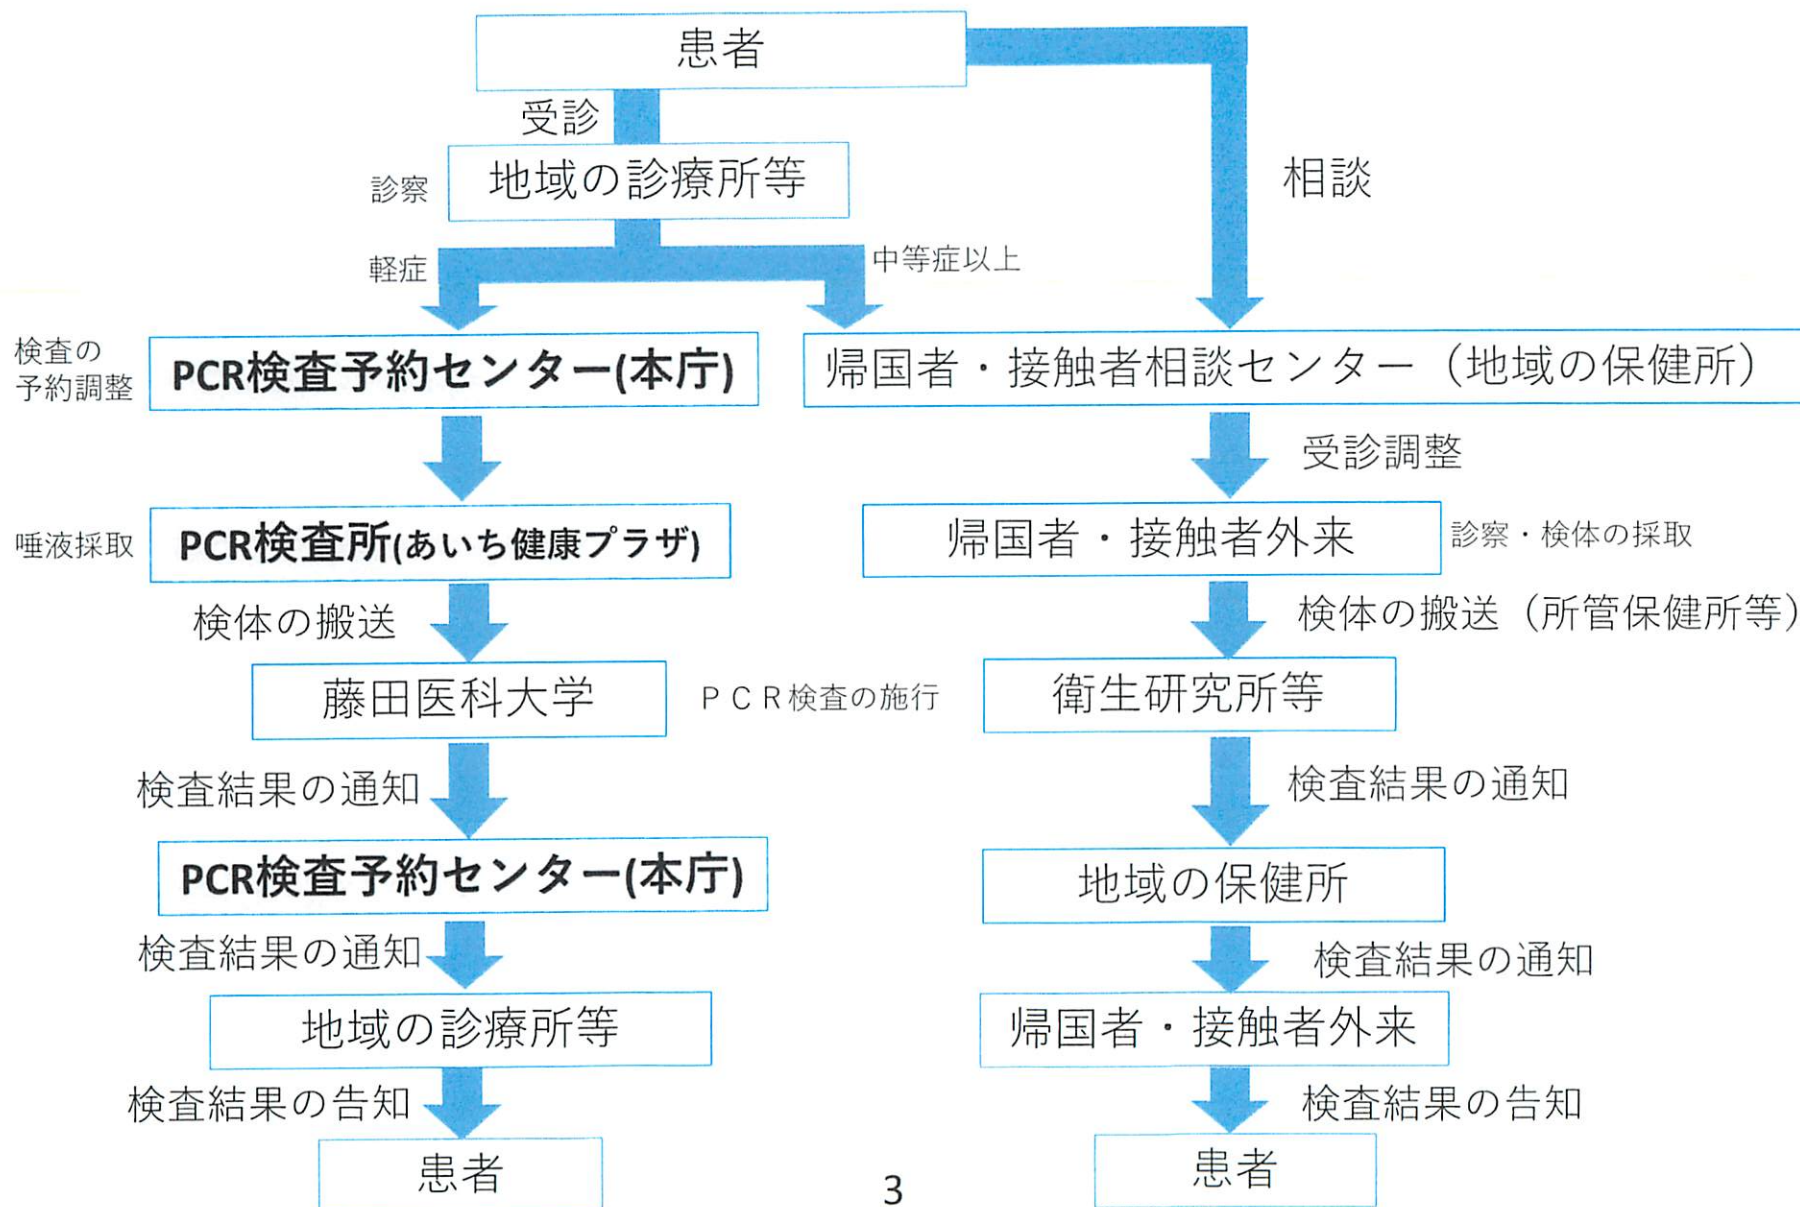 患者
受診
診察
地域の診療所等
相談
軽症
中等症以上
検査の
予約調整
PCR検査予約センター(本庁)
帰国者・接触者相談センター（地域の保健所）
受診調整
唾液採取
PCR検査所(あいち健康プラザ)
帰国者・接触者外来
診察・検体の採取
検体の搬送
検体の搬送（所管保健所等）
藤田医科大学
ＰＣＲ検査の施行
衛生研究所等
検査結果の通知
検査結果の通知
PCR検査予約センター(本庁)
地域の保健所
検査結果の通知
検査結果の通知
地域の診療所等
帰国者・接触者外来
検査結果の告知
検査結果の告知
患者
患者
3